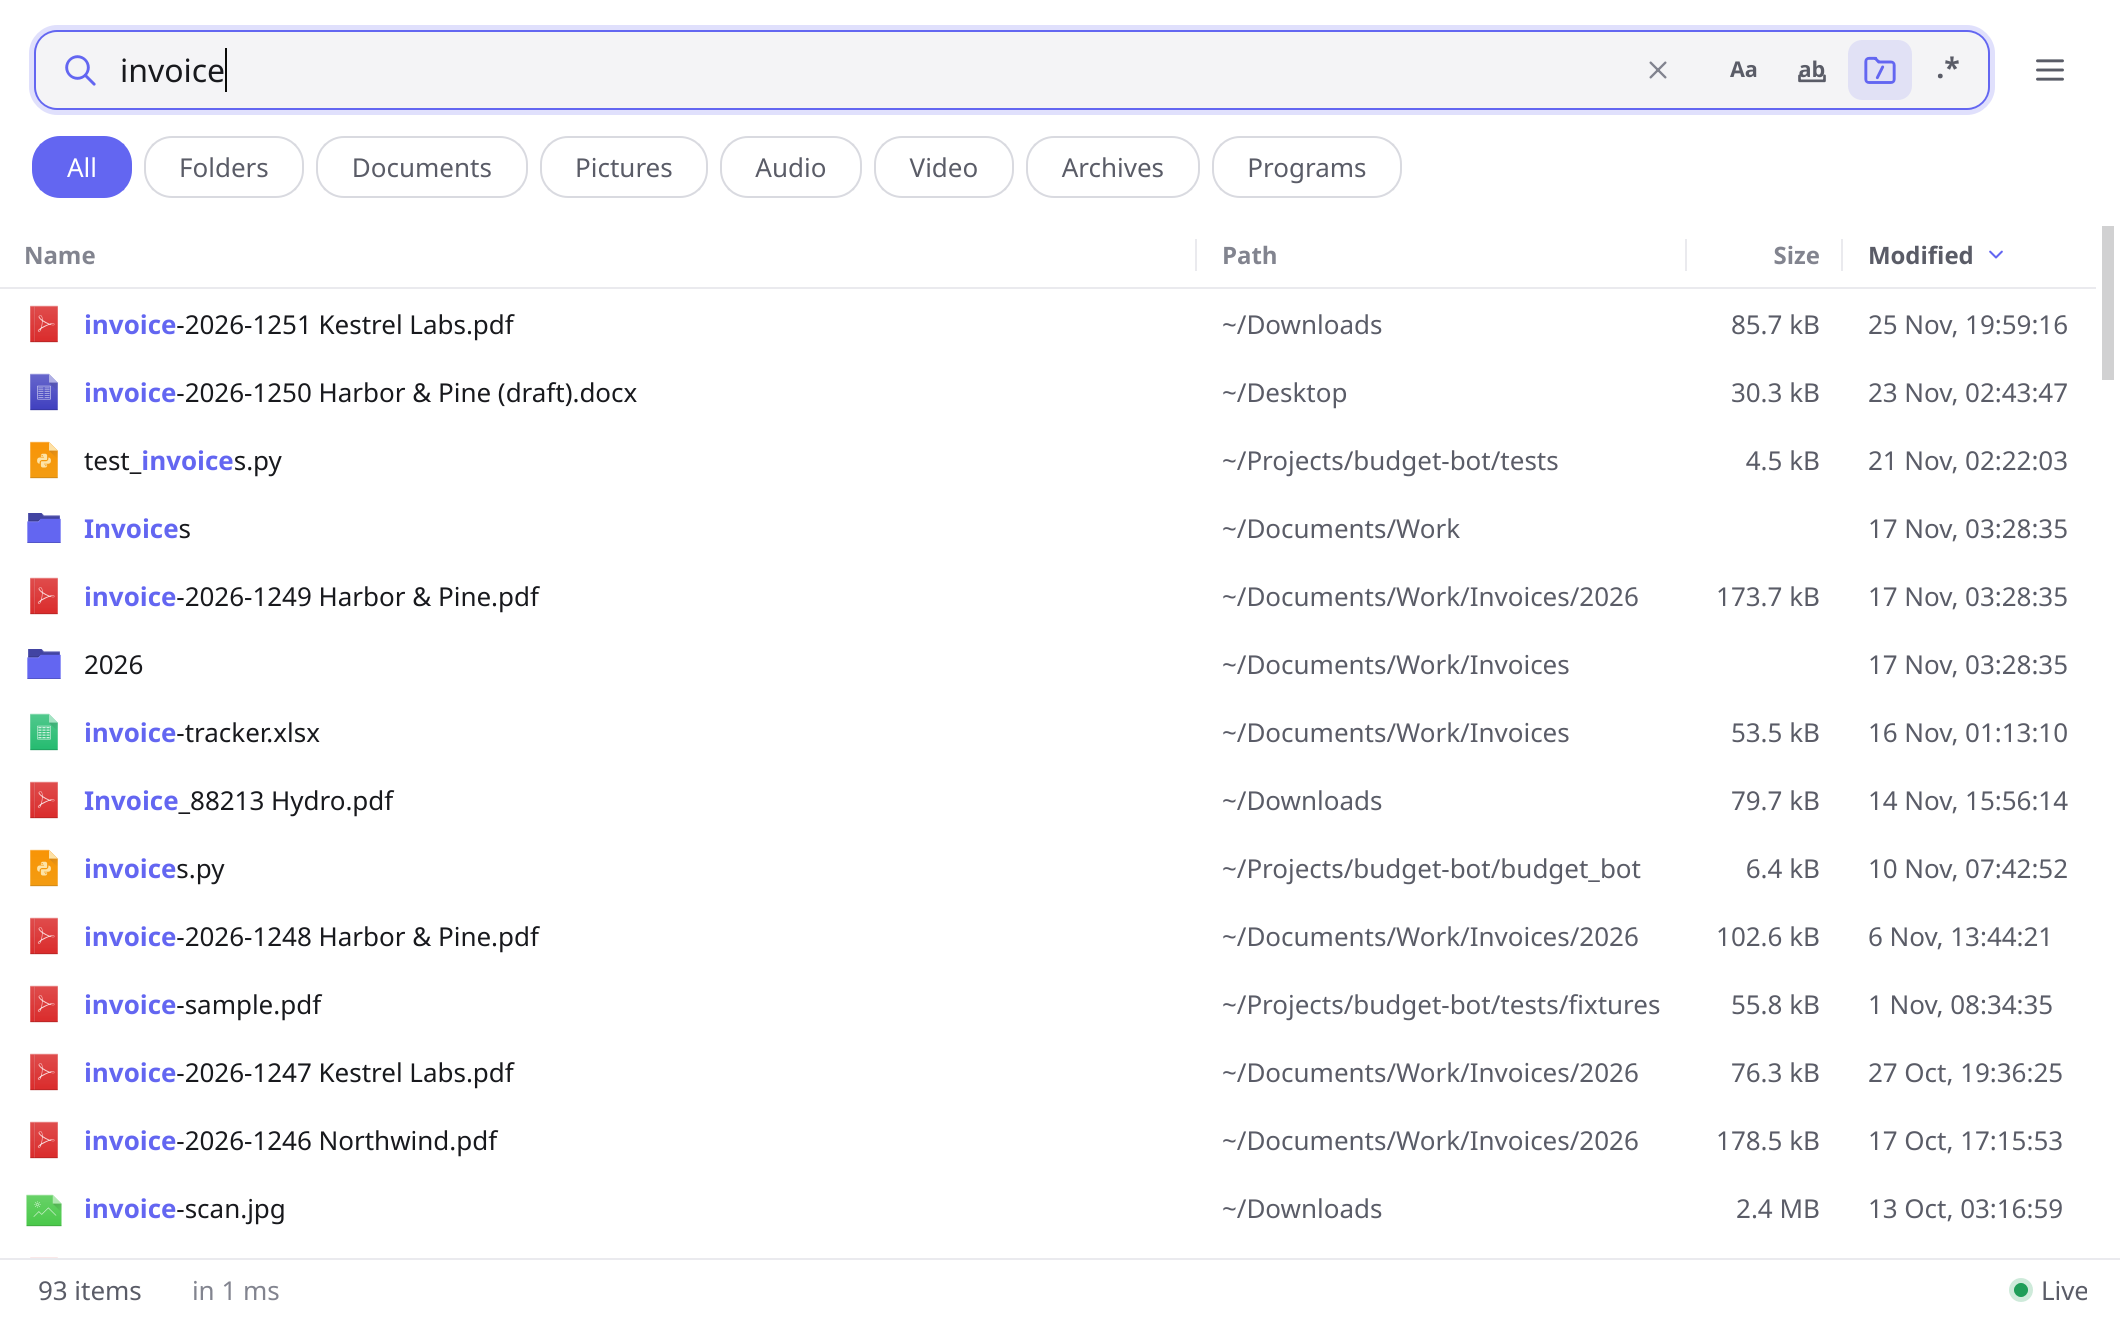 invoice Aa ab .*
All Folders Documents Pictures Audio Video Archives Programs
Name Path Size Modified
invoice-2026-1251 Kestrel Labs.pdf ~/Downloads 85.7 kB 25 Nov, 19:59:16
invoice-2026-1250 Harbor & Pine (draft).docx ~/Desktop 30.3 kB 23 Nov, 02:43:47
test_invoices.py ~/Projects/budget-bot/tests 4.5 kB 21 Nov, 02:22:03
Invoices ~/Documents/Work 17 Nov, 03:28:35
invoice-2026-1249 Harbor & Pine.pdf ~/Documents/Work/Invoices/2026 173.7 kB 17 Nov, 03:28:35
2026 ~/Documents/Work/Invoices 17 Nov, 03:28:35
invoice-tracker.xlsx ~/Documents/Work/Invoices 53.5 kB 16 Nov, 01:13:10
Invoice_88213 Hydro.pdf ~/Downloads 79.7 kB 14 Nov, 15:56:14
invoices.py ~/Projects/budget-bot/budget_bot 6.4 kB 10 Nov, 07:42:52
invoice-2026-1248 Harbor & Pine.pdf ~/Documents/Work/Invoices/2026 102.6 kB 6 Nov, 13:44:21
invoice-sample.pdf ~/Projects/budget-bot/tests/fixtures 55.8 kB 1 Nov, 08:34:35
invoice-2026-1247 Kestrel Labs.pdf ~/Documents/Work/Invoices/2026 76.3 kB 27 Oct, 19:36:25
invoice-2026-1246 Northwind.pdf ~/Documents/Work/Invoices/2026 178.5 kB 17 Oct, 17:15:53
invoice-scan.jpg ~/Downloads 2.4 MB 13 Oct, 03:16:59
93 items in 1 ms Live